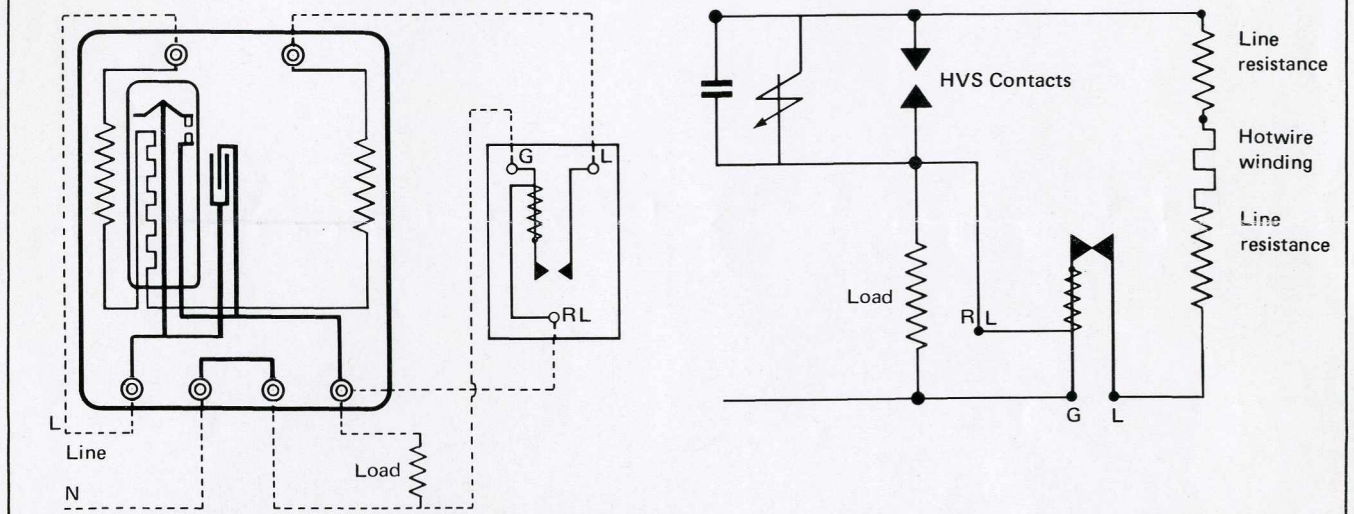 G
L
RL
L
Line
N
Load
HVS Contacts
Line
resistance
Hotwire
winding
Line
resistance
Load
R L
G
L